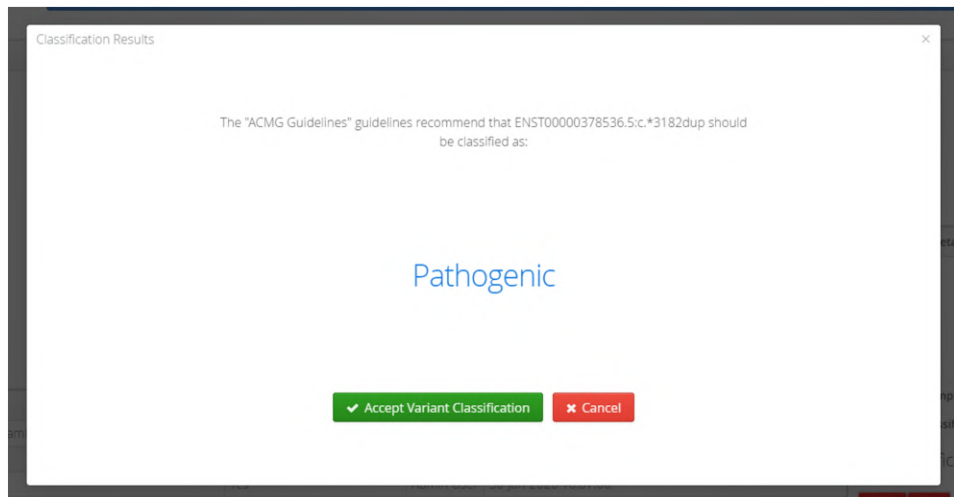 Classification Results
×
The "ACMG Guidelines" guidelines recommend that ENST00000378536.5:c.*3182dup should
be classified as:
Pathogenic
Accept Variant Classification
Cancel